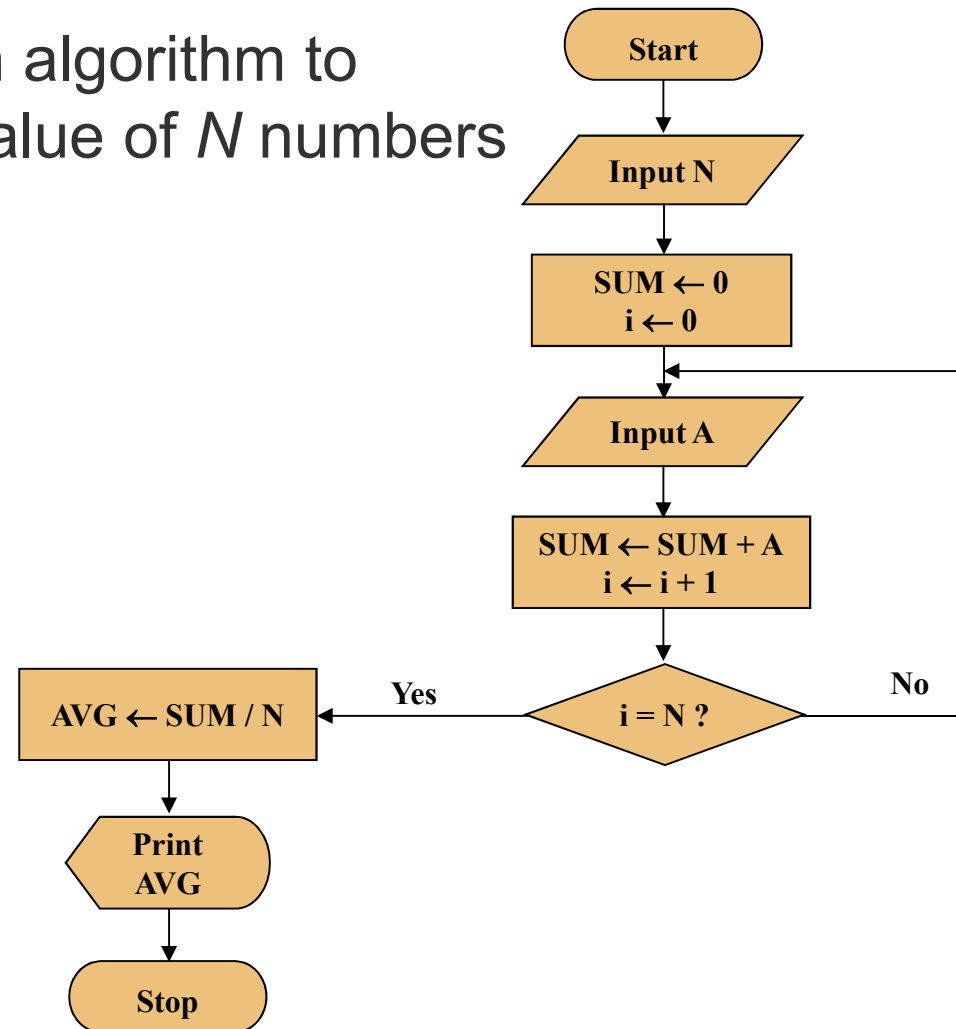 algorithm to
value of N numbers
Start
Input N
SUM ← 0
i ← 0
Input A
SUM ← SUM + A
i ← i + 1
i = N ?
Yes
No
AVG ← SUM / N
Print
AVG
Stop